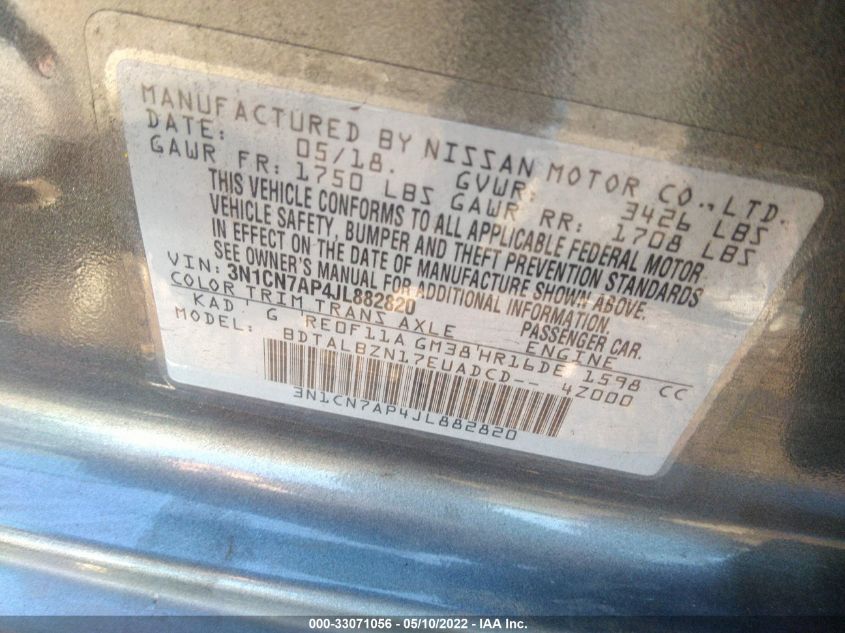 MANUFACTURED BY NISSAN MOTOR CO., LTD.
DATE: 05/18. GVWR: 3426 LBS
GAWR FR: 1750 LBS GAWR RR: 1708 LBS
THIS VEHICLE CONFORMS TO ALL APPLICABLE FEDERAL MOTOR
VEHICLE SAFETY, BUMPER AND THEFT PREVENTION STANDARDS
IN EFFECT ON THE DATE OF MANUFACTURE SHOWN ABOVE.
SEE OWNER'S MANUAL FOR ADDITIONAL INFORMATION.
VIN: 3N1CN7AP4JL882820 PASSENGER CAR.
COLOR TRIM TRANS AXLE ENGINE
KAD G RE0F11A GM38 HR16DE 1598 CC
MODEL: BDTALBZN17EUADCD-- 4Z000
3N1CN7AP4JL882820
000-33071056 - 05/10/2022 - IAA Inc.